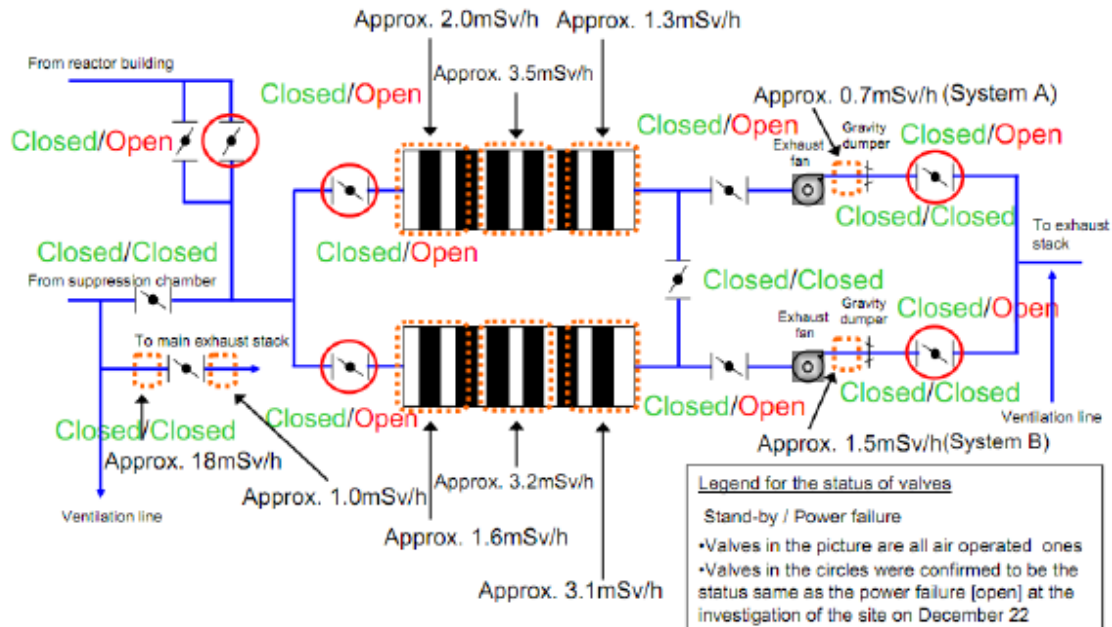 Approx. 2.0mSv/h
Approx. 1.3mSv/h
From reactor building
Approx. 3.5mSv/h
Closed/Open
Approx. 0.7mSv/h (System A)
Closed/Open
Closed/Open
Gravity
dumper
Exhaust
fan
Closed/Open
Closed/Closed
Closed/Closed
Closed/Open
To exhaust
stack
From suppression chamber
Closed/Closed
Gravity
dumper
Exhaust
fan
Closed/Open
To main exhaust stack
Closed/Closed
Closed/Open
Closed/Open
Closed/Closed
Ventilation line
Approx. 18mSv/h
Approx. 1.5mSv/h(System B)
Approx. 1.0mSv/h
Approx. 3.2mSv/h
Ventilation line
Approx. 1.6mSv/h
Approx. 3.1mSv/h
Legend for the status of valves
Stand-by / Power failure
•Valves in the picture are all air operated ones
•Valves in the circles were confirmed to be the
status same as the power failure [open] at the
investigation of the site on December 22